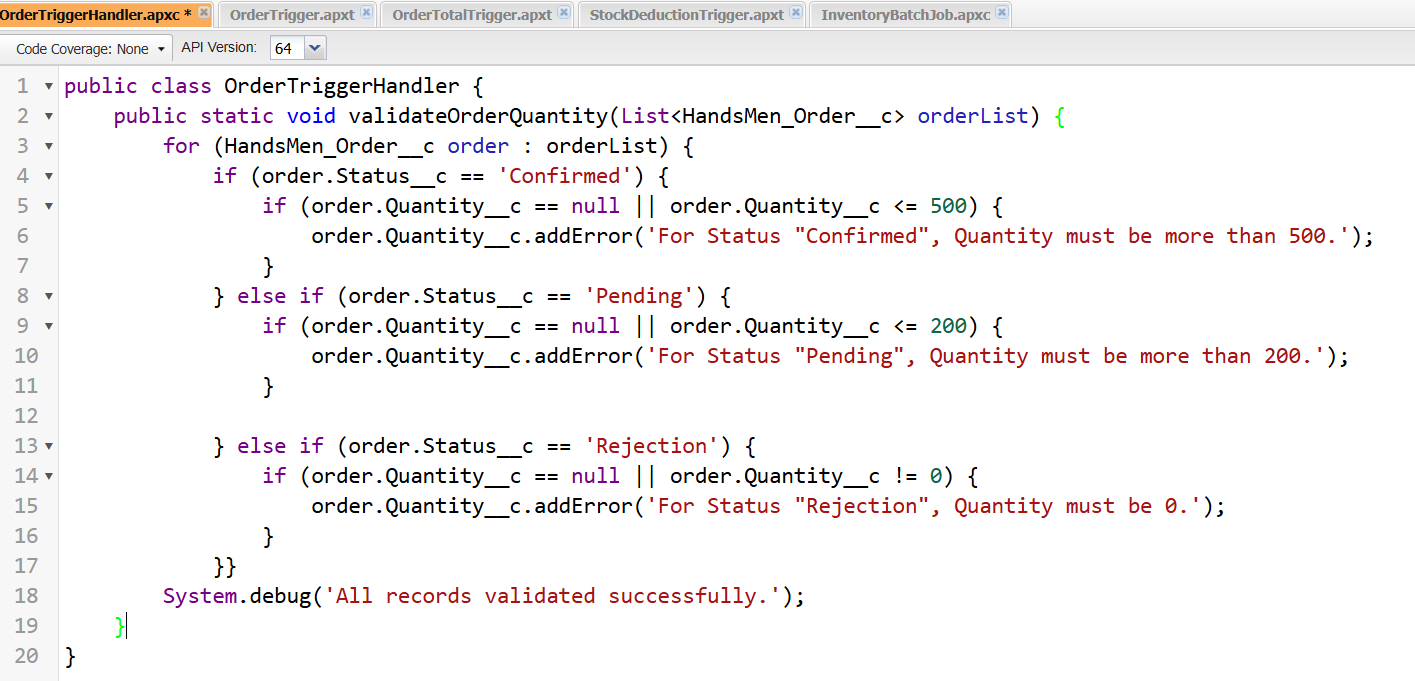 OrderTriggerHandler.apxc * OrderTrigger.apxt OrderTotalTrigger.apxt StockDeductionTrigger.apxt InventoryBatchJob.apxc
Code Coverage: None API Version: 64
1 public class OrderTriggerHandler {
2     public static void validateOrderQuantity(List<HandsMen_Order__c> orderList) {
3         for (HandsMen_Order__c order : orderList) {
4             if (order.Status__c == 'Confirmed') {
5                 if (order.Quantity__c == null || order.Quantity__c <= 500) {
6                     order.Quantity__c.addError('For Status "Confirmed", Quantity must be more than 500.');
7                 }
8             } else if (order.Status__c == 'Pending') {
9                 if (order.Quantity__c == null || order.Quantity__c <= 200) {
10                     order.Quantity__c.addError('For Status "Pending", Quantity must be more than 200.');
11                 }
12
13             } else if (order.Status__c == 'Rejection') {
14                 if (order.Quantity__c == null || order.Quantity__c != 0) {
15                     order.Quantity__c.addError('For Status "Rejection", Quantity must be 0.');
16                 }
17             }}
18         System.debug('All records validated successfully.');
19     }
20 }